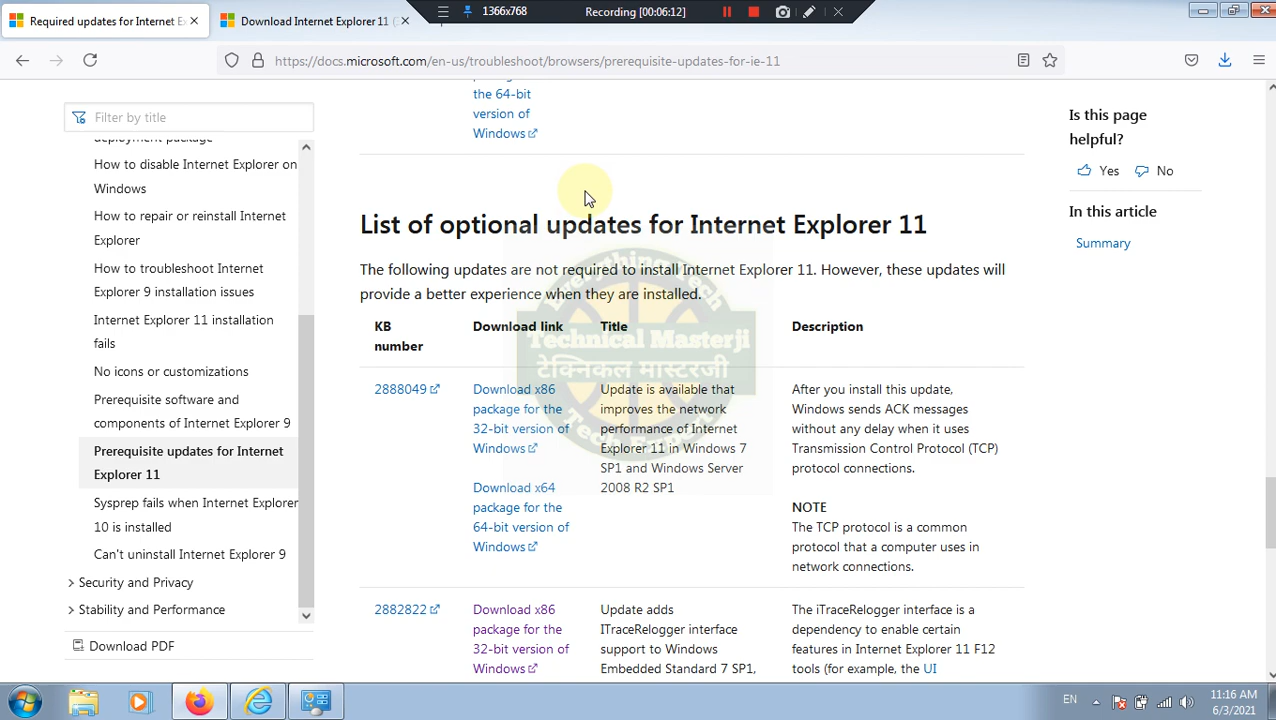 Required updates for Internet E
Download Internet Explorer 11 (
1366x768
Recording [00:06:12]
https://docs.microsoft.com/en-us/troubleshoot/browsers/prerequisite-updates-for-ie-11
Filter by title
deployment package
How to disable Internet Explorer on
Windows
How to repair or reinstall Internet
Explorer
How to troubleshoot Internet
Explorer 9 installation issues
Internet Explorer 11 installation
fails
No icons or customizations
Prerequisite software and
components of Internet Explorer 9
Prerequisite updates for Internet
Explorer 11
Sysprep fails when Internet Explorer
10 is installed
Can't uninstall Internet Explorer 9
Security and Privacy
Stability and Performance
Download PDF
the 64-bit
version of
Windows
List of optional updates for Internet Explorer 11
The following updates are not required to install Internet Explorer 11. However, these updates will
provide a better experience when they are installed.
KB
number
Download link
Title
Description
2888049
Download x86
package for the
32-bit version of
Windows
Download x64
package for the
64-bit version of
Windows
Update is available that
improves the network
performance of Internet
Explorer 11 in Windows 7
SP1 and Windows Server
2008 R2 SP1
After you install this update,
Windows sends ACK messages
without any delay when it uses
Transmission Control Protocol (TCP)
protocol connections.
NOTE
The TCP protocol is a common
protocol that a computer uses in
network connections.
2882822
Download x86
package for the
32-bit version of
Windows
Update adds
ITraceRelogger interface
support to Windows
Embedded Standard 7 SP1,
The iTraceRelogger interface is a
dependency to enable certain
features in Internet Explorer 11 F12
tools (for example, the UI
Everything Tech
Technical Masterji
टेक्निकल मास्टरजी
Tech Expert
Is this page
helpful?
Yes
No
In this article
Summary
EN
11:16 AM
6/3/2021